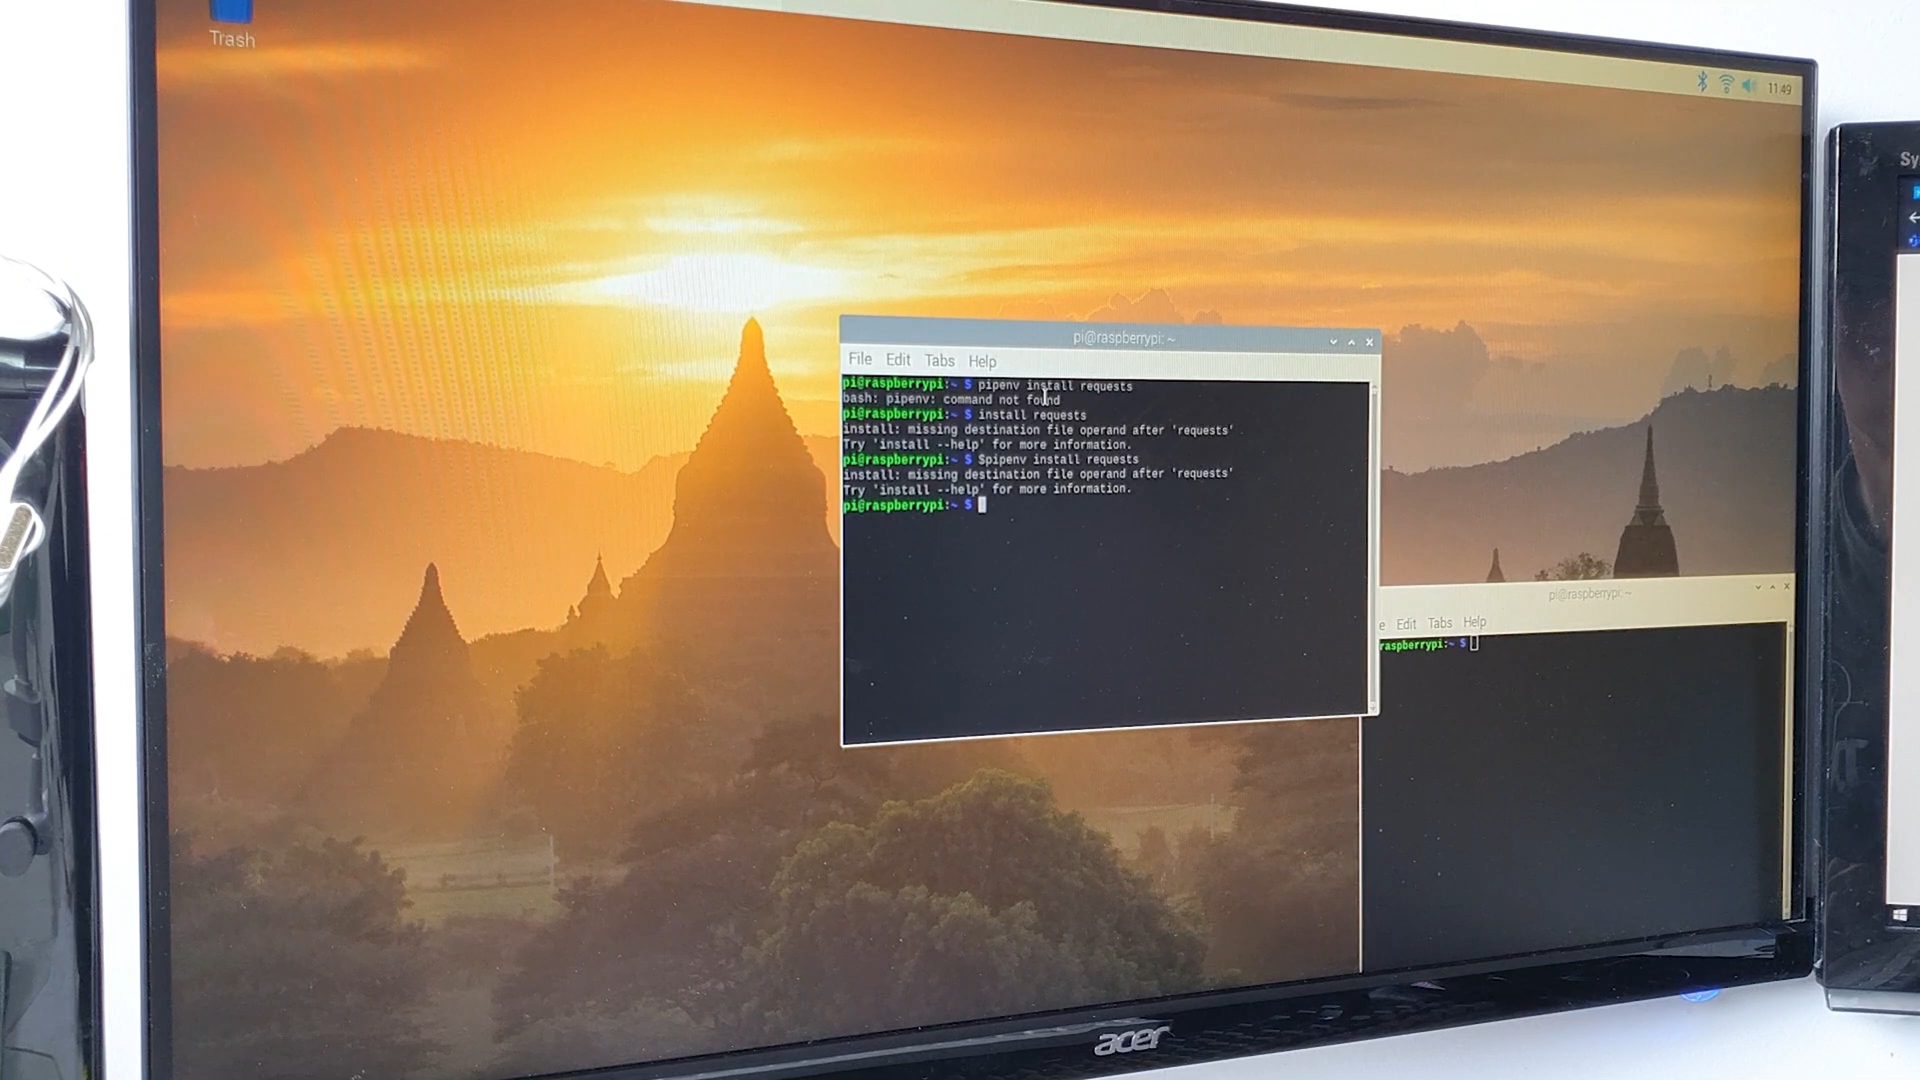 Trash
11:49
pi@raspberrypi: ~
File Edit Tabs Help
pi@raspberrypi:~ $ pipenv install requests
bash: pipenv: command not found
pi@raspberrypi:~ $ install requests
install: missing destination file operand after 'requests'
Try 'install --help' for more information.
pi@raspberrypi:~ $ $pipenv install requests
install: missing destination file operand after 'requests'
Try 'install --help' for more information.
pi@raspberrypi:~ $
pi@raspberrypi: ~
e Edit Tabs Help
raspberrypi:~ $
acer
Sy